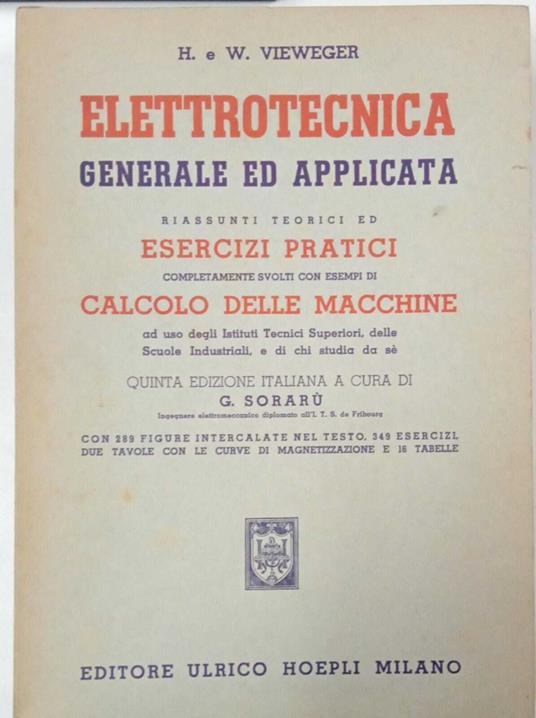 H. e W. VIEWEGER
ELETTROTECNICA
GENERALE ED APPLICATA
RIASSUNTI TEORICI ED
ESERCIZI PRATICI
COMPLETAMENTE SVOLTI CON ESEMPI DI
CALCOLO DELLE MACCHINE
ad uso degli Istituti Tecnici Superiori, delle
Scuole Industriali, e di chi studia da sè
QUINTA EDIZIONE ITALIANA A CURA DI
G. SORARÙ
Ingegnere elettromeccanico diplomato all'I. T. S. de Fribourg
CON 289 FIGURE INTERCALATE NEL TESTO, 349 ESERCIZI,
DUE TAVOLE CON LE CURVE DI MAGNETIZZAZIONE E 16 TABELLE
EDITORE ULRICO HOEPLI MILANO